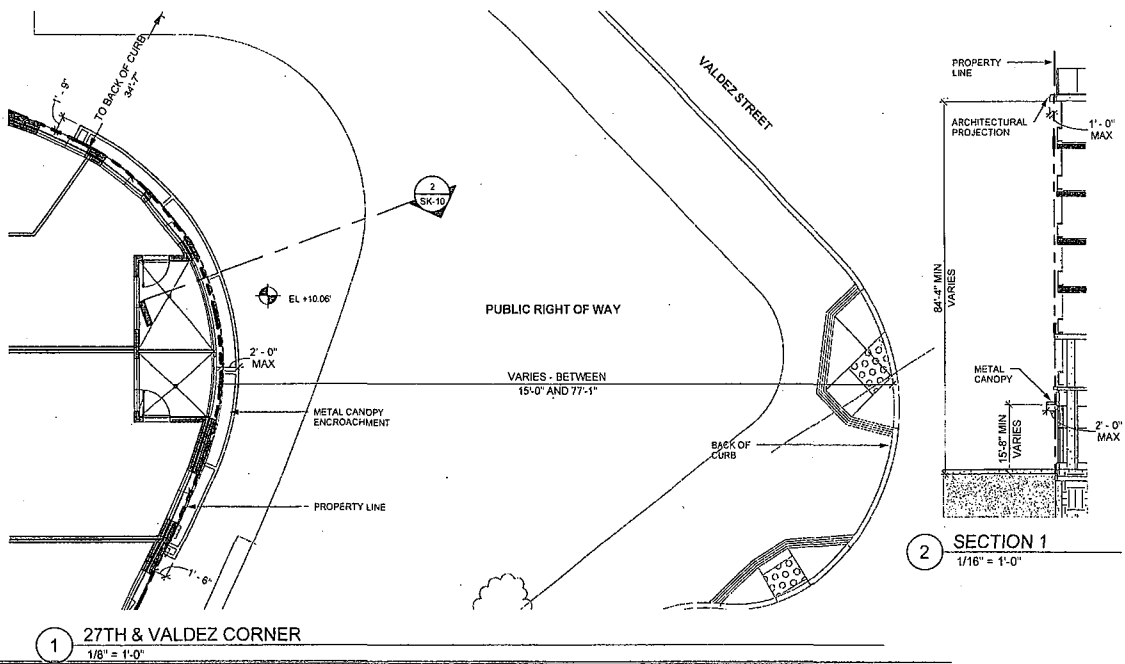 TO BACK OF CURB
34'-7"
1' - 9"
VALDEZ STREET
2
SK-10
EL +10.06'
PUBLIC RIGHT OF WAY
2' - 0"
MAX
VARIES - BETWEEN
15'-0" AND 77'-1"
METAL CANOPY
ENCROACHMENT
BACK OF
CURB
PROPERTY LINE
1' - 6"
1
27TH & VALDEZ CORNER
1/8" = 1'-0"
PROPERTY
LINE
ARCHITECTURAL
PROJECTION
1' - 0"
MAX
84'-4" MIN
VARIES
METAL
CANOPY
15'-8" MIN
VARIES
2' - 0"
MAX
2
SECTION 1
1/16" = 1'-0"